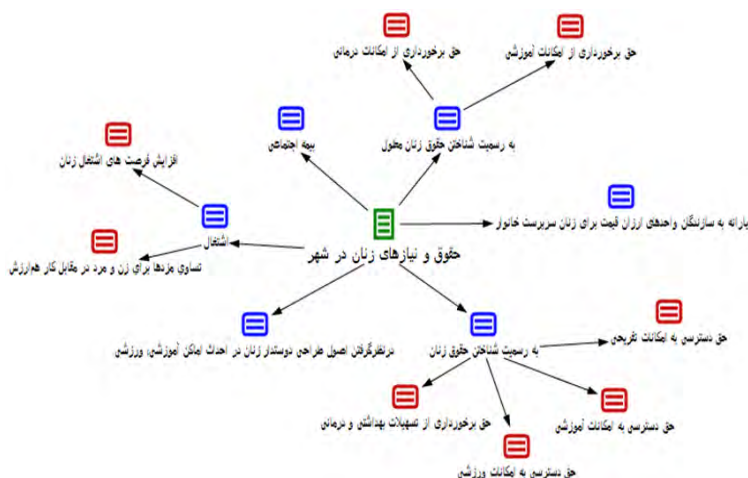 حق برخورداری از امکانات آموزشی
حق برخورداری از امکانات درمانی
به رسمیت شناختن حقوق زنان معلول
بیمه اجتماعی
افزایش فرصت های اشتغال زنان
یارانه به سازندگان واحدهای ارزان قیمت برای زنان سرپرست خانوار
اشتغال
حقوق و نیازهای زنان در شهر
تساوی مزدها برای زن و مرد در مقابل کار هم‌ارزش
به رسمیت شناختن حقوق زنان
درنظرگرفتن اصول طراحی دوستدار زنان در احداث اماکن آموزشی، ورزشی
حق دسترسی به امکانات تفریحی
حق دسترسی به امکانات آموزشی
حق برخورداری از تسهیلات بهداشتی و درمانی
حق دسترسی به امکانات ورزشی